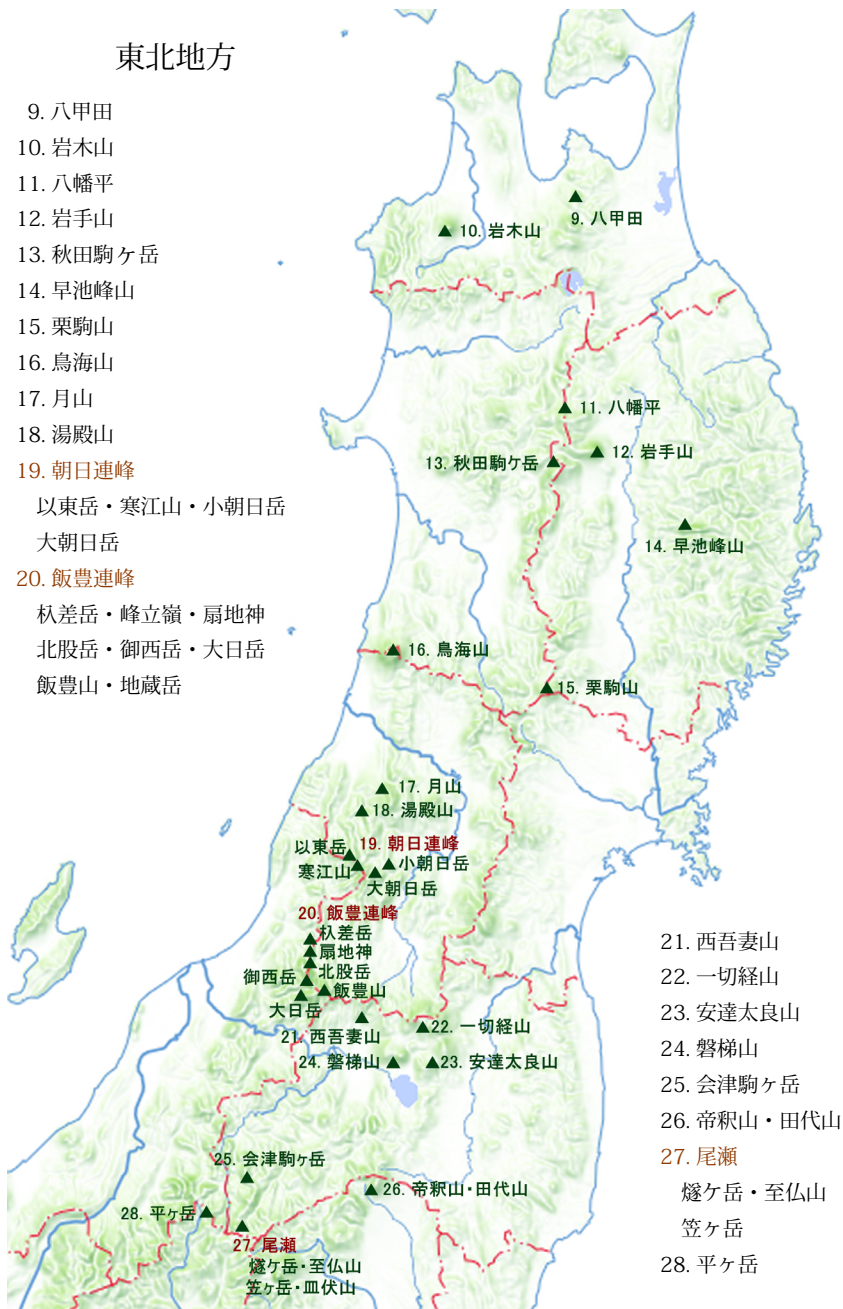 東北地方
9. 八甲田
10. 岩木山
11. 八幡平
12. 岩手山
13. 秋田駒ケ岳
14. 早池峰山
15. 栗駒山
16. 鳥海山
17. 月山
18. 湯殿山
19. 朝日連峰
以東岳・寒江山・小朝日岳
大朝日岳
20. 飯豊連峰
杁差岳・峰立嶺・扇地神
北股岳・御西岳・大日岳
飯豊山・地蔵岳
9. 八甲田
10. 岩木山
11. 八幡平
12. 岩手山
13. 秋田駒ケ岳
14. 早池峰山
16. 鳥海山
15. 栗駒山
17. 月山
18. 湯殿山
19. 朝日連峰
以東岳
小朝日岳
寒江山
大朝日岳
20. 飯豊連峰
杁差岳
扇地神
北股岳
御西岳
飯豊山
大日岳
21. 西吾妻山
22. 一切経山
24. 磐梯山
23. 安達太良山
25. 会津駒ヶ岳
26. 帝釈山・田代山
28. 平ヶ岳
27. 尾瀬
燧ケ岳・至仏山
笠ヶ岳・皿伏山
21. 西吾妻山
22. 一切経山
23. 安達太良山
24. 磐梯山
25. 会津駒ヶ岳
26. 帝釈山・田代山
27. 尾瀬
燧ケ岳・至仏山
笠ヶ岳
28. 平ヶ岳